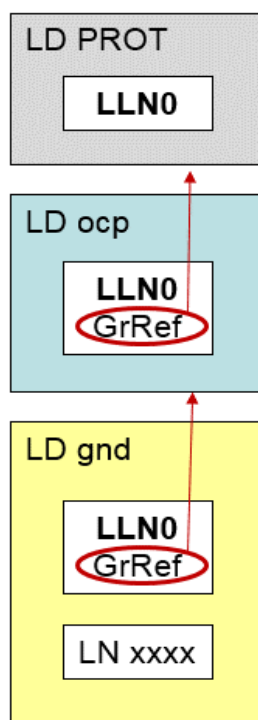 LD PROT
LLN0
LD ocp
LLN0
GrRef
LD gnd
LLN0
GrRef
LN xxxx